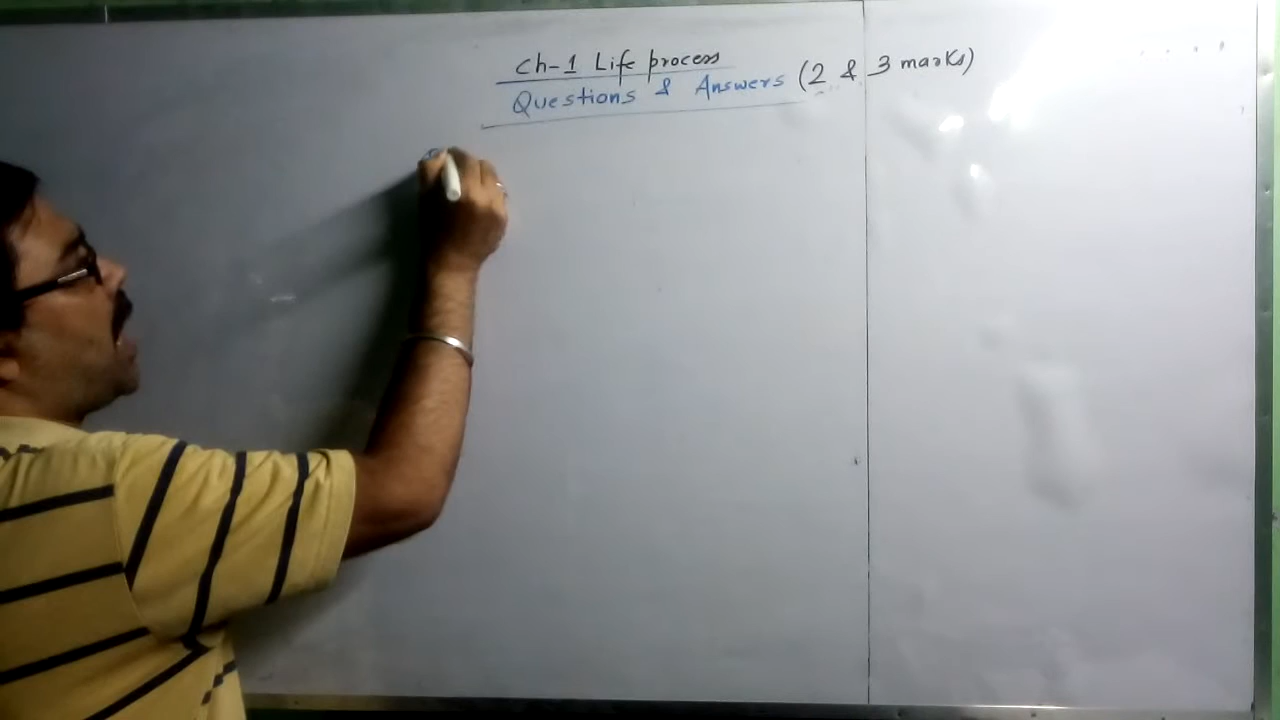 Ch-1 Life process
Questions & Answers (2 & 3 marks)